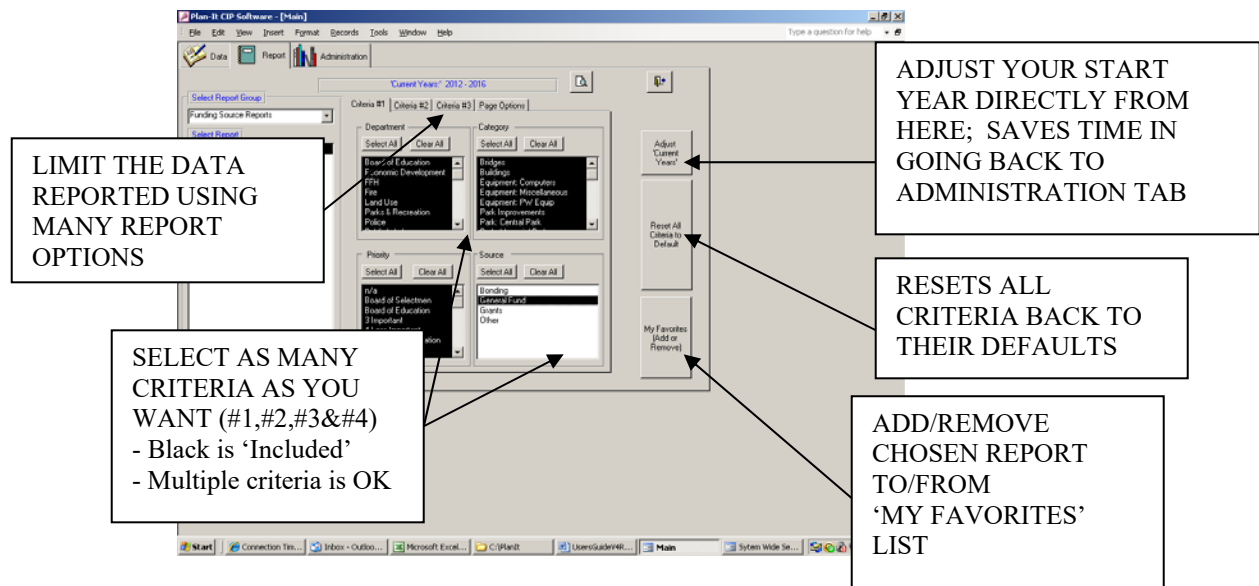 Plan-It CIP Software - [Main]
File Edit View Insert Format Records Tools Window Help
Type a question for help
Data Report Administration
'Current Years:' 2012 - 2016
Select Report Group
Funding Source Reports
Select Report
Criteria #1 Criteria #2 Criteria #3 Page Options
Department
Select All Clear All
Board of Education
Economic Development
FFH
Fire
Land Use
Parks & Recreation
Police
Category
Select All Clear All
Bridges
Buildings
Equipment: Computers
Equipment: Miscellaneous
Equipment: PW Equip
Park Improvements
Park: Central Park
Priority
Select All Clear All
n/a
Board of Selectmen
Board of Education
3 Important
Source
Select All Clear All
Bonding
General Fund
Grants
Other
Adjust
'Current
Years'
Reset All
Criteria to
Default
My Favorites
(Add or
Remove)
LIMIT THE DATA
REPORTED USING
MANY REPORT
OPTIONS
SELECT AS MANY
CRITERIA AS YOU
WANT (#1,#2,#3&#4)
- Black is ‘Included’
- Multiple criteria is OK
ADJUST YOUR START
YEAR DIRECTLY FROM
HERE; SAVES TIME IN
GOING BACK TO
ADMINISTRATION TAB
RESETS ALL
CRITERIA BACK TO
THEIR DEFAULTS
ADD/REMOVE
CHOSEN REPORT
TO/FROM
‘MY FAVORITES’
LIST
Start Connection Tim... Inbox - Outloo... Microsoft Excel... C:\PlanIt UsersGuideV4R... Main Sytem Wide Se...